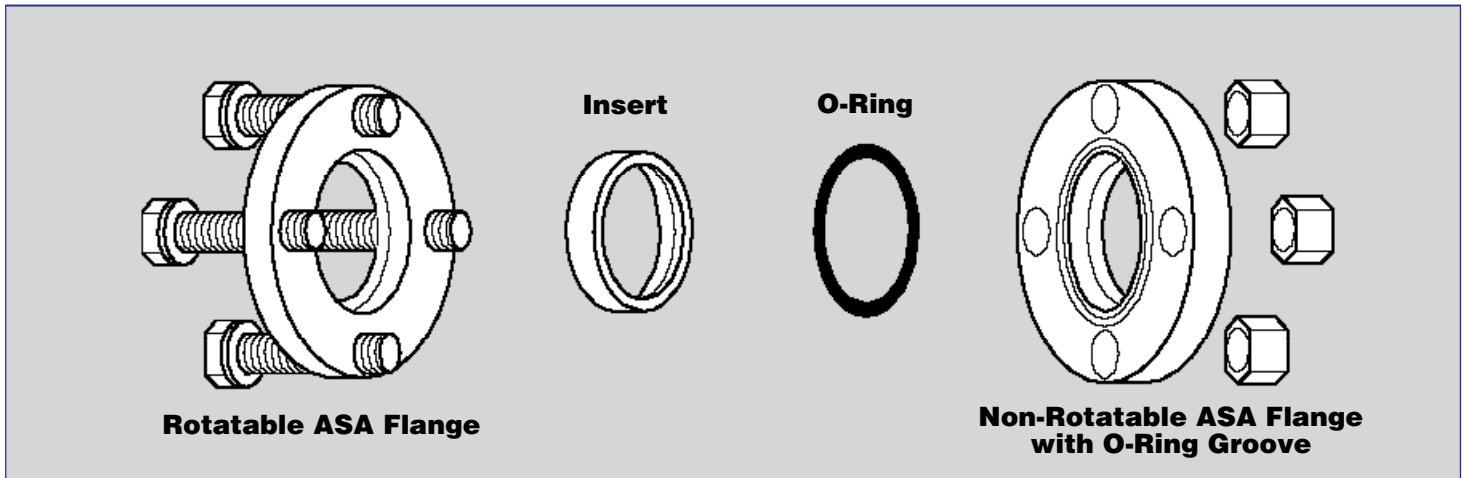 Insert
O-Ring
Rotatable ASA Flange
Non-Rotatable ASA Flange
with O-Ring Groove